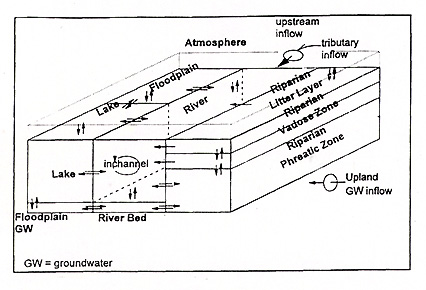 upstream
inflow
tributary
inflow
Atmosphere
Floodplain
Lake
River
Riparian
Litter Layer
Riparian
Vadose Zone
Riparian
Phreatic Zone
inchannel
Lake
Upland
GW inflow
Floodplain
GW
River Bed
GW = groundwater